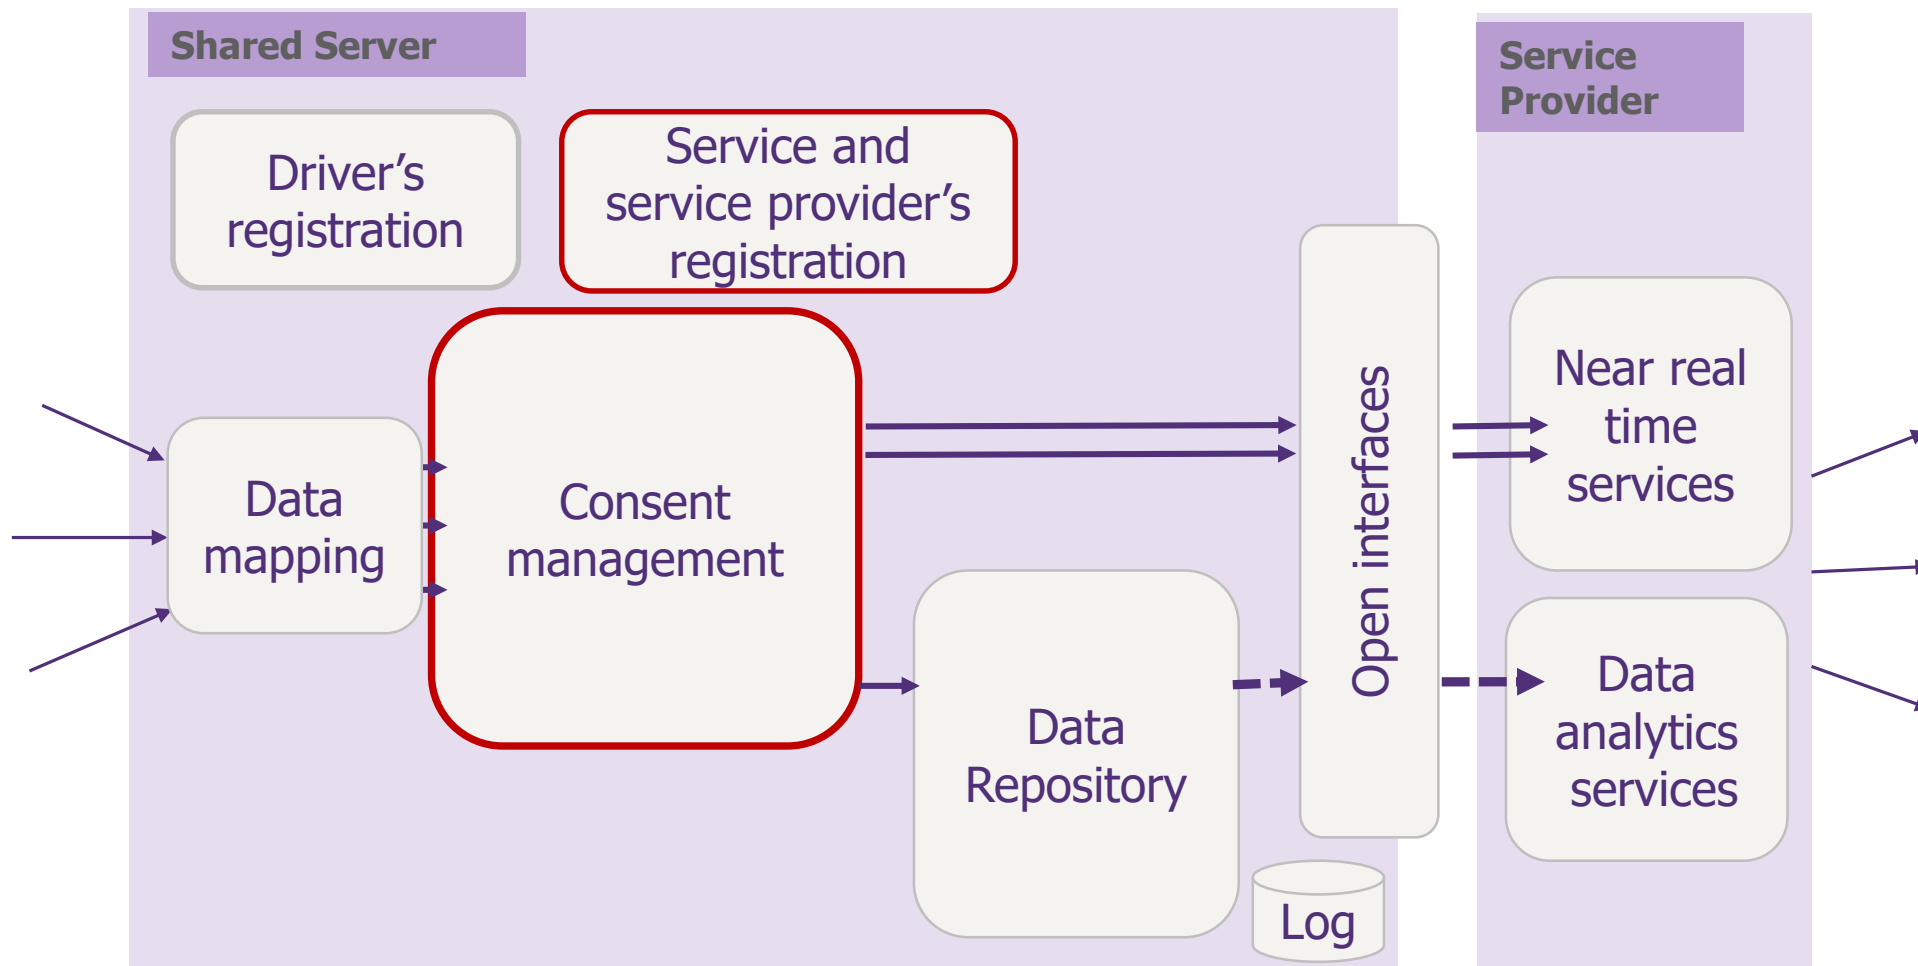 Shared Server
Service
Provider
Driver’s
registration
Service and
service provider’s
registration
Data
mapping
Consent
management
Data
Repository
Open interfaces
Log
Near real
time
services
Data
analytics
services